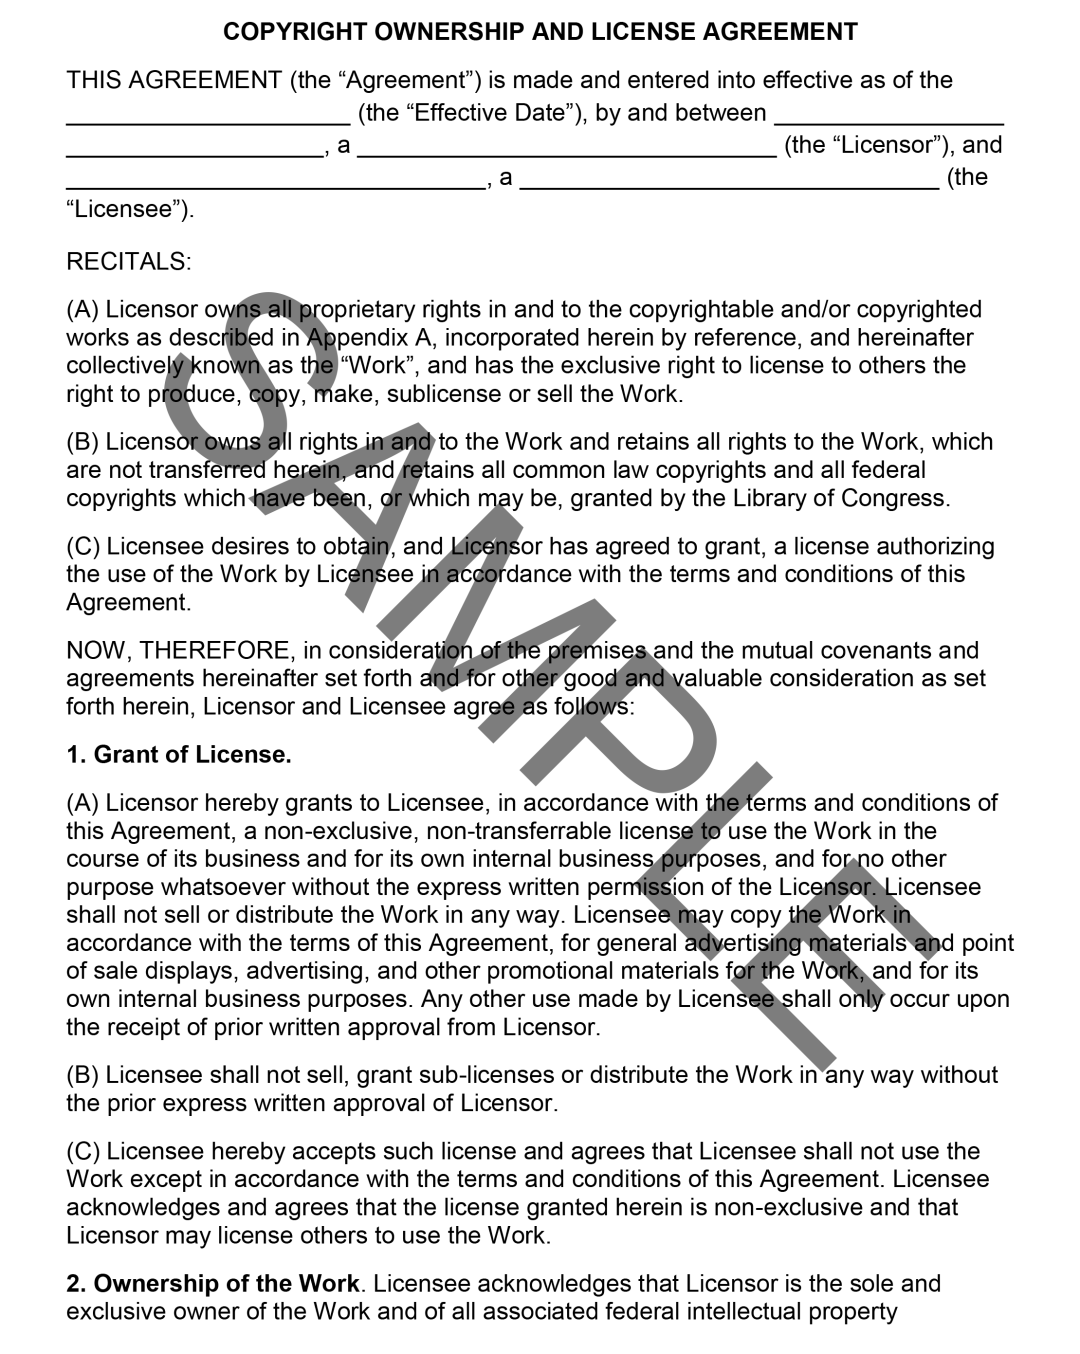 COPYRIGHT OWNERSHIP AND LICENSE AGREEMENT
THIS AGREEMENT (the “Agreement”) is made and entered into effective as of the
_____________________ (the “Effective Date”), by and between _________________
___________________, a _______________________________ (the “Licensor”), and
_______________________________, a _______________________________ (the
“Licensee”).
RECITALS:
(A) Licensor owns all proprietary rights in and to the copyrightable and/or copyrighted
works as described in Appendix A, incorporated herein by reference, and hereinafter
collectively known as the “Work”, and has the exclusive right to license to others the
right to produce, copy, make, sublicense or sell the Work.
(B) Licensor owns all rights in and to the Work and retains all rights to the Work, which
are not transferred herein, and retains all common law copyrights and all federal
copyrights which have been, or which may be, granted by the Library of Congress.
(C) Licensee desires to obtain, and Licensor has agreed to grant, a license authorizing
the use of the Work by Licensee in accordance with the terms and conditions of this
Agreement.
NOW, THEREFORE, in consideration of the premises and the mutual covenants and
agreements hereinafter set forth and for other good and valuable consideration as set
forth herein, Licensor and Licensee agree as follows:
1. Grant of License.
(A) Licensor hereby grants to Licensee, in accordance with the terms and conditions of
this Agreement, a non-exclusive, non-transferrable license to use the Work in the
course of its business and for its own internal business purposes, and for no other
purpose whatsoever without the express written permission of the Licensor. Licensee
shall not sell or distribute the Work in any way. Licensee may copy the Work in
accordance with the terms of this Agreement, for general advertising materials and point
of sale displays, advertising, and other promotional materials for the Work, and for its
own internal business purposes. Any other use made by Licensee shall only occur upon
the receipt of prior written approval from Licensor.
(B) Licensee shall not sell, grant sub-licenses or distribute the Work in any way without
the prior express written approval of Licensor.
(C) Licensee hereby accepts such license and agrees that Licensee shall not use the
Work except in accordance with the terms and conditions of this Agreement. Licensee
acknowledges and agrees that the license granted herein is non-exclusive and that
Licensor may license others to use the Work.
2. Ownership of the Work. Licensee acknowledges that Licensor is the sole and
exclusive owner of the Work and of all associated federal intellectual property
SAMPLE